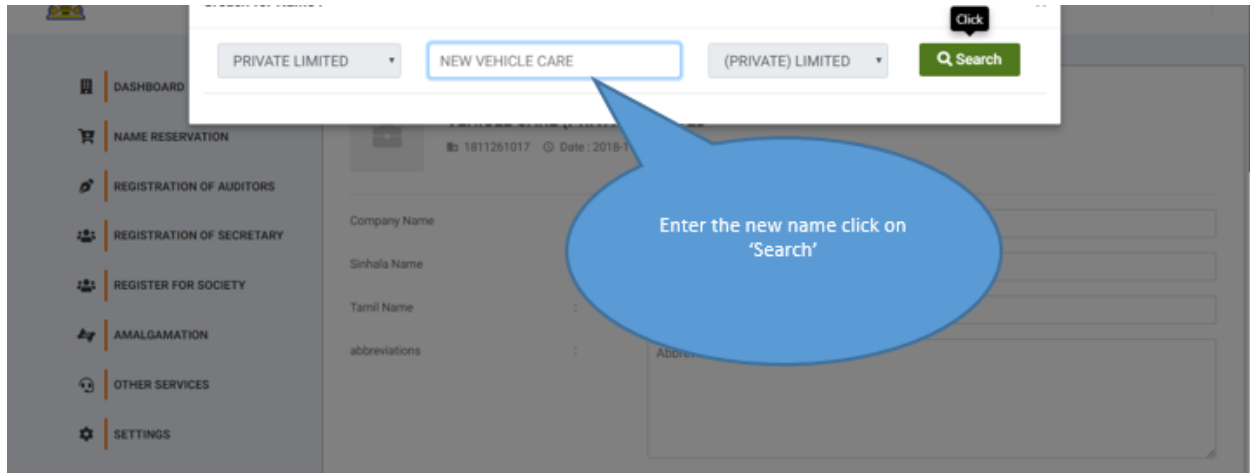 Click
PRIVATE LIMITED
NEW VEHICLE CARE
(PRIVATE) LIMITED
Search
DASHBOARD
NAME RESERVATION
REGISTRATION OF AUDITORS
REGISTRATION OF SECRETARY
REGISTER FOR SOCIETY
AMALGAMATION
OTHER SERVICES
SETTINGS
1811261017 Date : 2018-1
Company Name
Sinhala Name
Tamil Name :
abbreviations :
Enter the new name click on
‘Search’